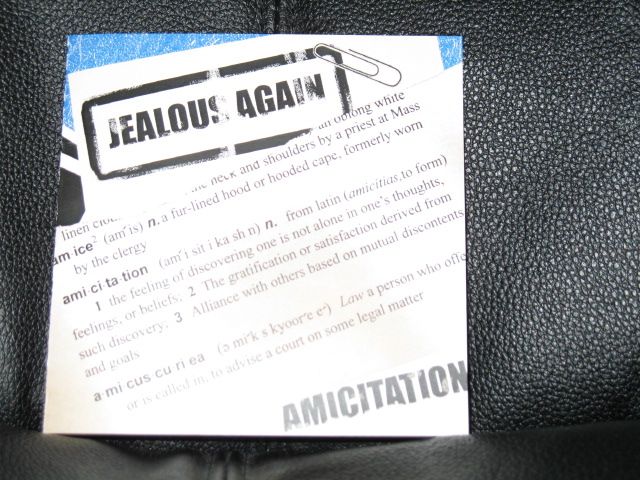 JEALOUS AGAIN
an oblong white
the neck and shoulders by a priest at Mass
linen
am·ice² (am′is) n. a fur-lined hood or hooded cape, formerly worn
by the clergy
ami·ci·ta·tion (am′i sit i ka sh n) n. from latin (amicitias.to form)
1 the feeling of discovering one is not alone in one's thoughts,
feelings, or beliefs; 2 The gratification or satisfaction derived from
such discovery; 3 Alliance with others based on mutual discontents
and goals
a·mi·cus cu·ri·ea (ə mi′k s kyoor′e e′) Law a person who offe
or is called in, to advise a court on some legal matter
AMICITATION